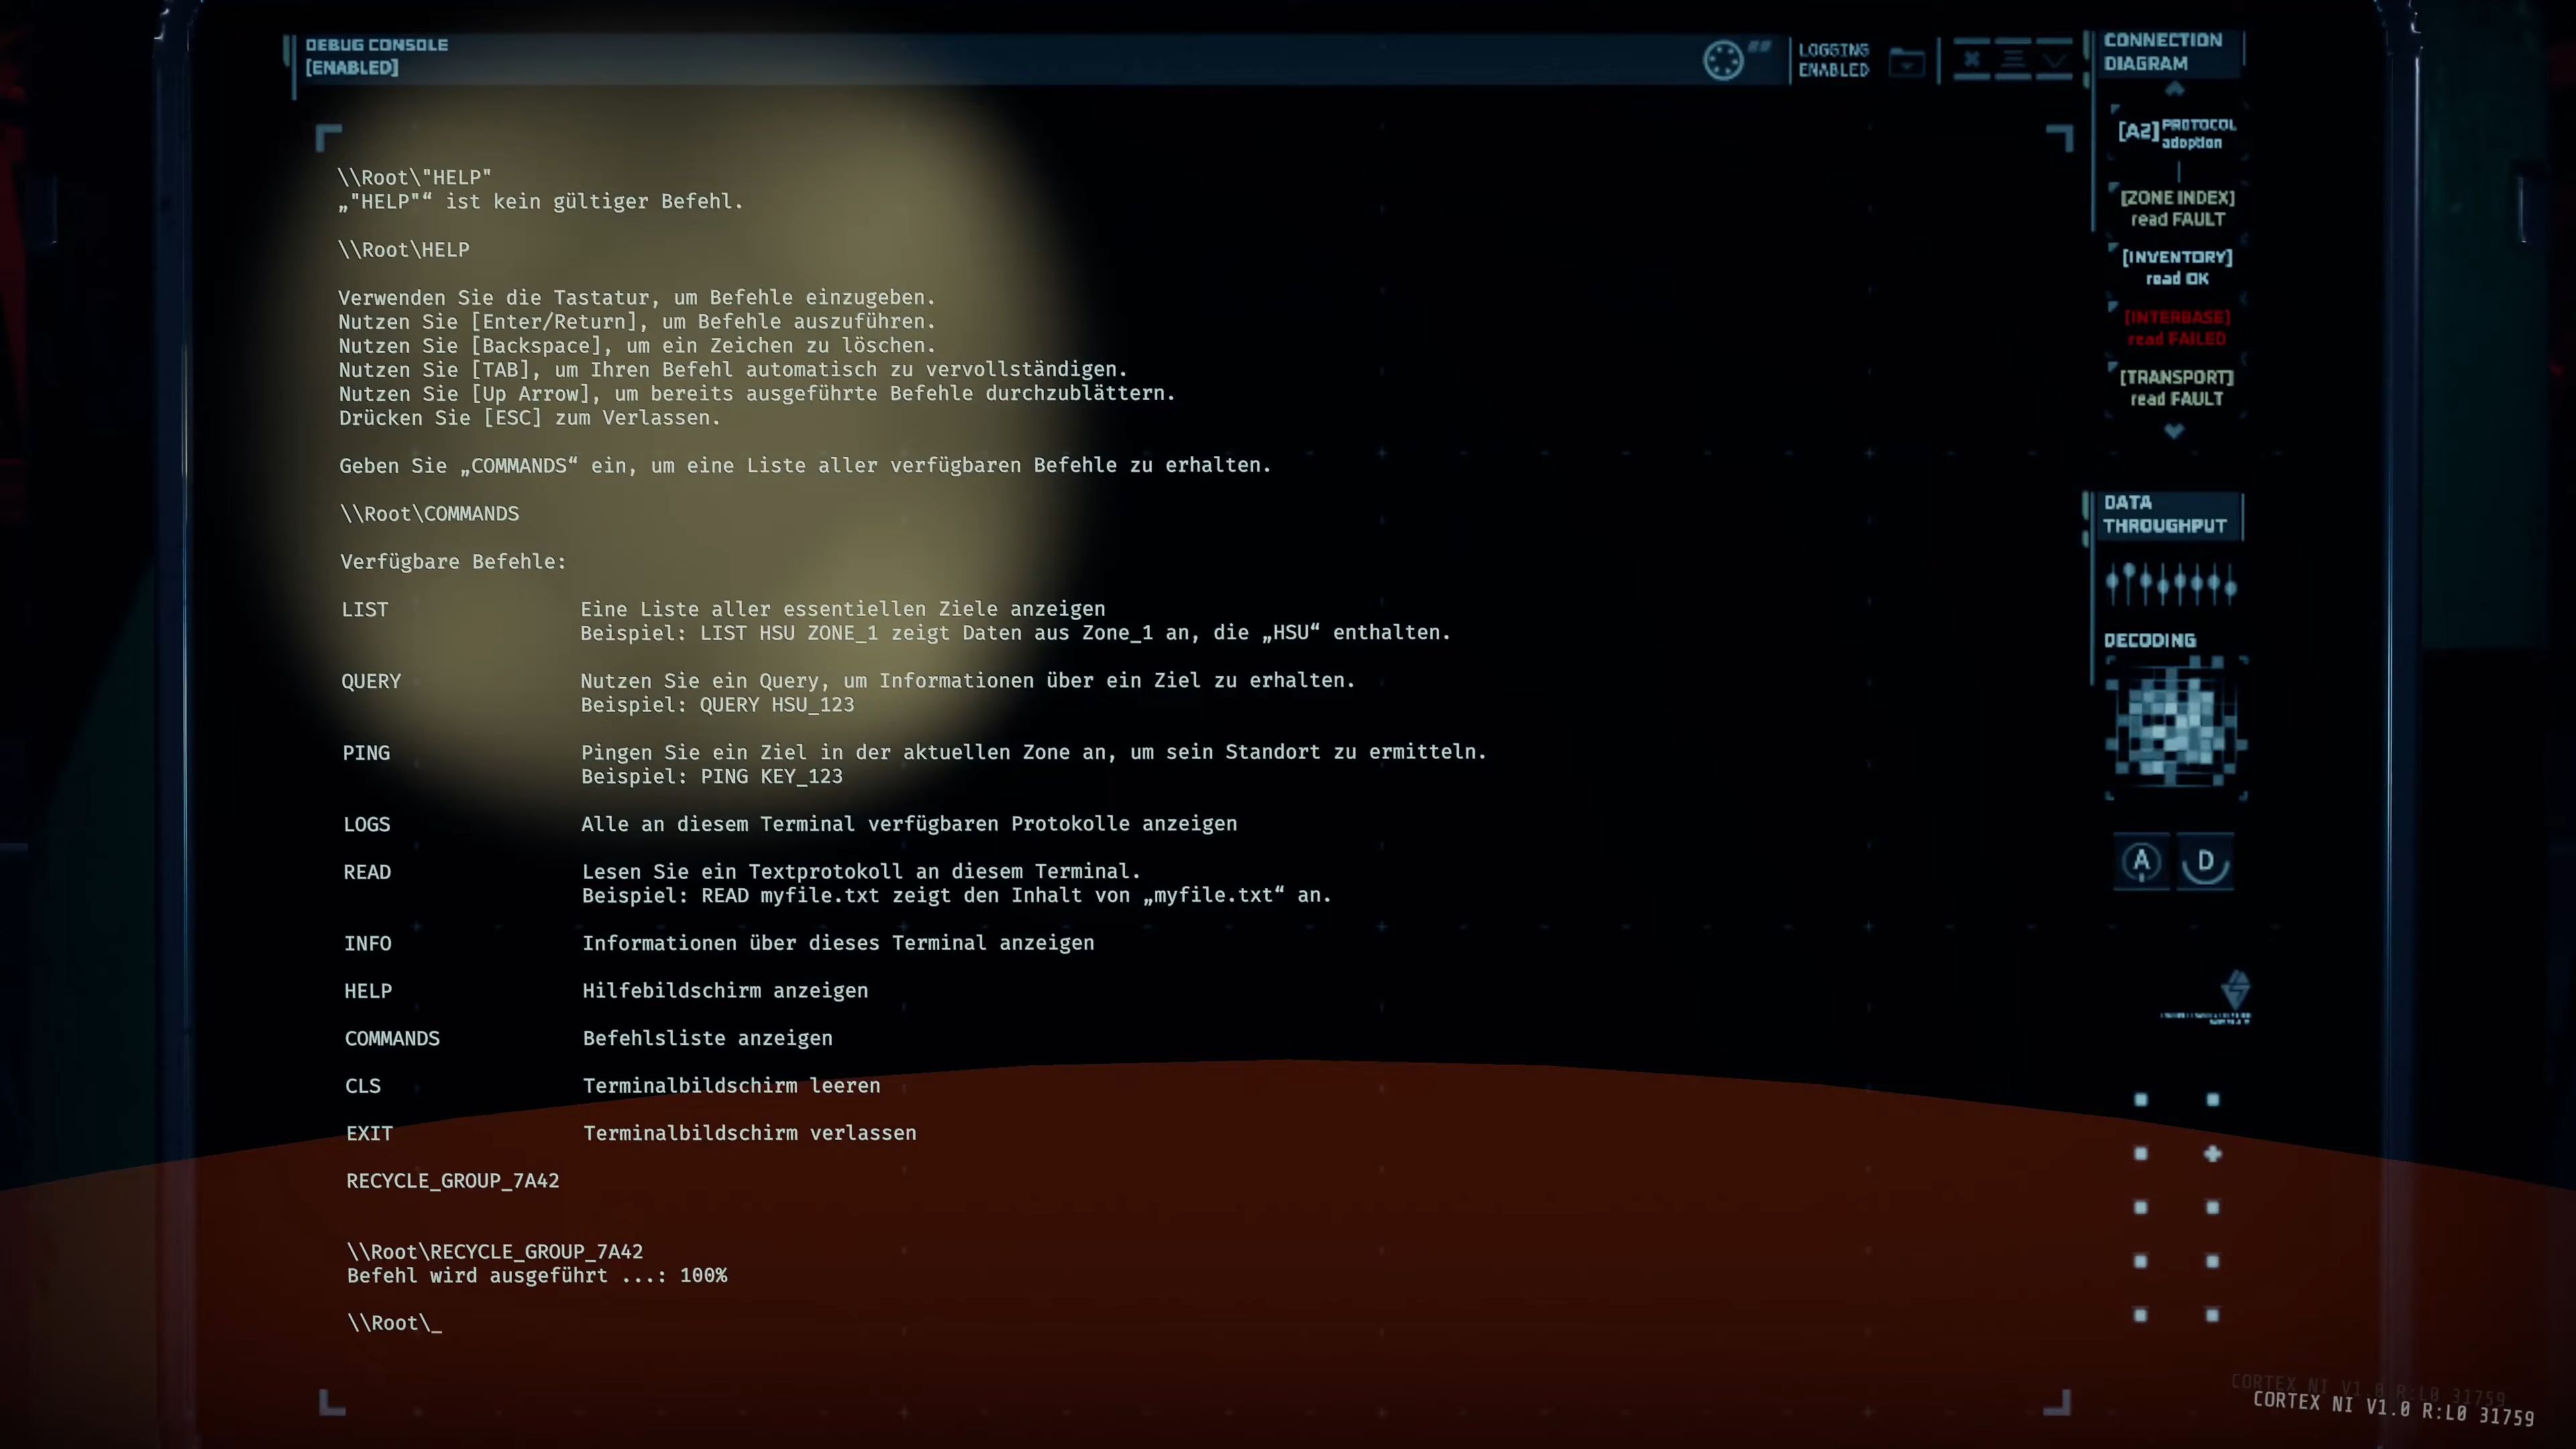 DEBUG CONSOLE
[ENABLED]
LOGGING
ENABLED
CONNECTION
DIAGRAM
[A2] PROTOCOL
adoption
[ZONE INDEX]
read FAULT
[INVENTORY]
read OK
[INTERBASE]
read FAILED
[TRANSPORT]
read FAULT
DATA
THROUGHPUT
DECODING
A D
\\Root\"HELP"
„"HELP"“ ist kein gültiger Befehl.
\\Root\HELP
Verwenden Sie die Tastatur, um Befehle einzugeben.
Nutzen Sie [Enter/Return], um Befehle auszuführen.
Nutzen Sie [Backspace], um ein Zeichen zu löschen.
Nutzen Sie [TAB], um Ihren Befehl automatisch zu vervollständigen.
Nutzen Sie [Up Arrow], um bereits ausgeführte Befehle durchzublättern.
Drücken Sie [ESC] zum Verlassen.
Geben Sie „COMMANDS“ ein, um eine Liste aller verfügbaren Befehle zu erhalten.
\\Root\COMMANDS
Verfügbare Befehle:
LIST Eine Liste aller essentiellen Ziele anzeigen
Beispiel: LIST HSU ZONE_1 zeigt Daten aus Zone_1 an, die „HSU“ enthalten.
QUERY Nutzen Sie ein Query, um Informationen über ein Ziel zu erhalten.
Beispiel: QUERY HSU_123
PING Pingen Sie ein Ziel in der aktuellen Zone an, um sein Standort zu ermitteln.
Beispiel: PING KEY_123
LOGS Alle an diesem Terminal verfügbaren Protokolle anzeigen
READ Lesen Sie ein Textprotokoll an diesem Terminal.
Beispiel: READ myfile.txt zeigt den Inhalt von „myfile.txt“ an.
INFO Informationen über dieses Terminal anzeigen
HELP Hilfebildschirm anzeigen
COMMANDS Befehlsliste anzeigen
CLS Terminalbildschirm leeren
EXIT Terminalbildschirm verlassen
RECYCLE_GROUP_7A42
\\Root\RECYCLE_GROUP_7A42
Befehl wird ausgeführt ...: 100%
\\Root\_
CORTEX NI V1.0 R:L0 31759
CORTEX NI V1.0 R:L0 31759